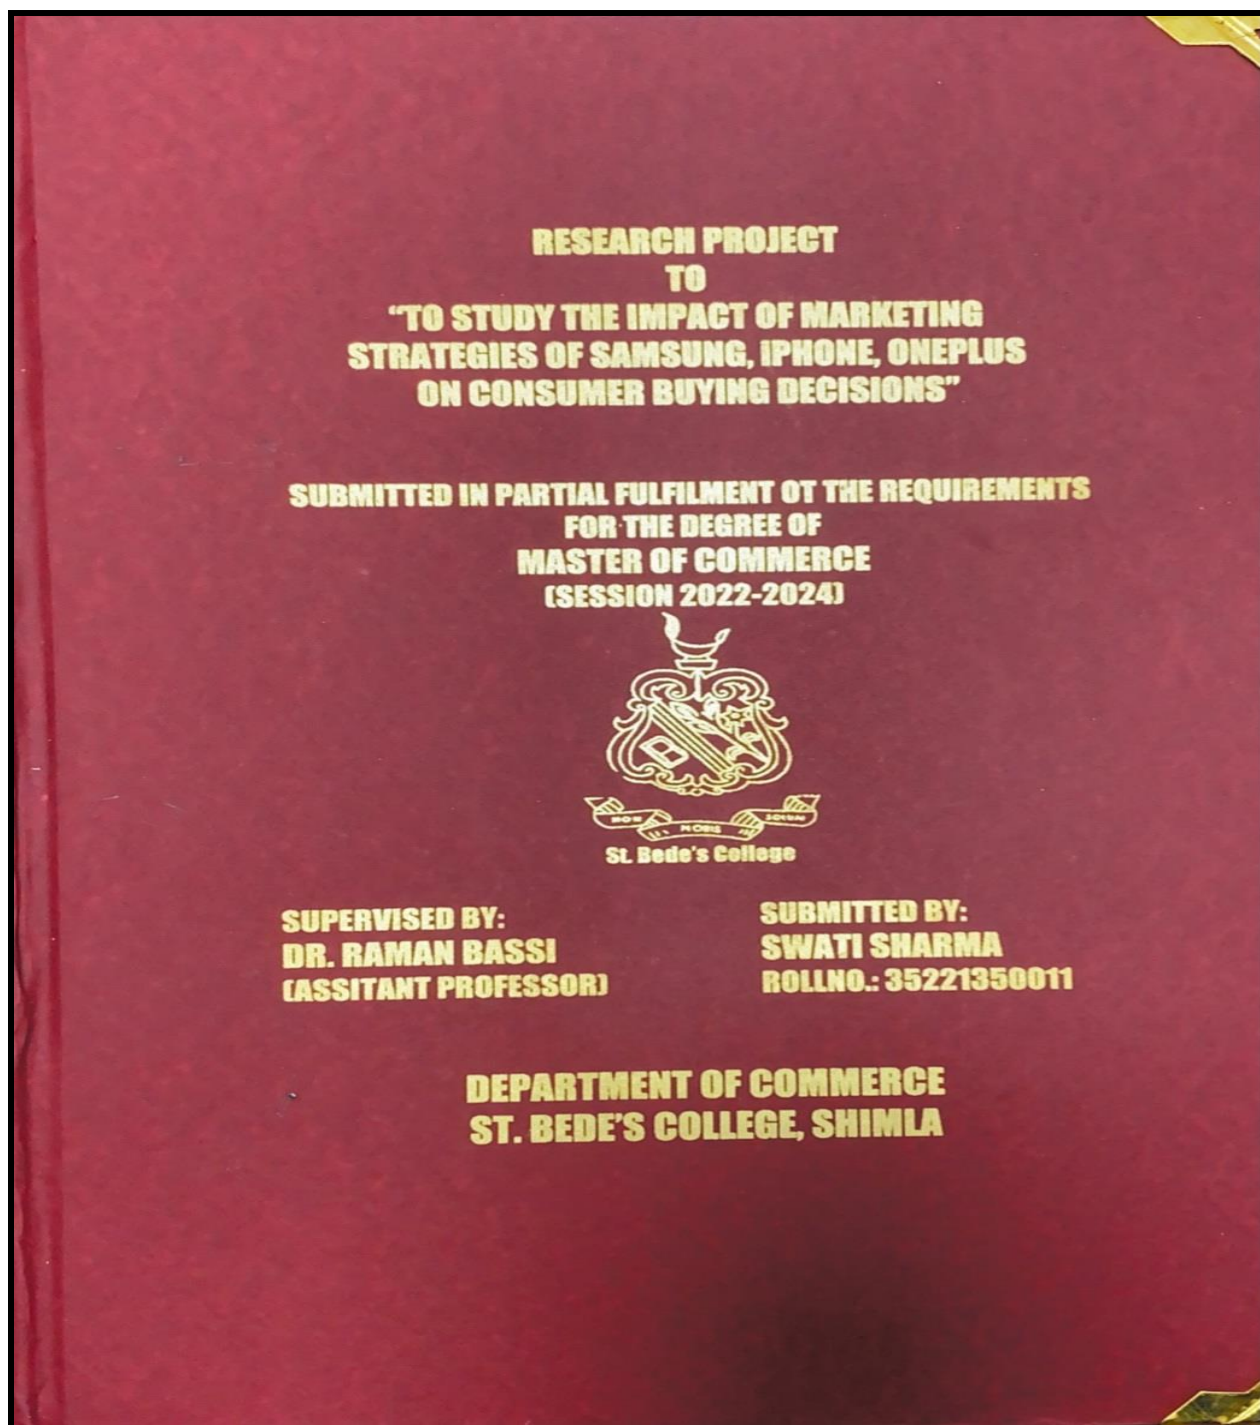 RESEARCH PROJECT
TO
“TO STUDY THE IMPACT OF MARKETING
STRATEGIES OF SAMSUNG, iPHONE, ONEPLUS
ON CONSUMER BUYING DECISIONS”
SUBMITTED IN PARTIAL FULFILMENT OT THE REQUIREMENTS
FOR THE DEGREE OF
MASTER OF COMMERCE
(SESSION 2022-2024)
NON NOBIS SOLUM
St. Bede's College
SUPERVISED BY:
DR. RAMAN BASSI
(ASSITANT PROFESSOR)
SUBMITTED BY:
SWATI SHARMA
ROLLNO.: 35221350011
DEPARTMENT OF COMMERCE
ST. BEDE'S COLLEGE, SHIMLA